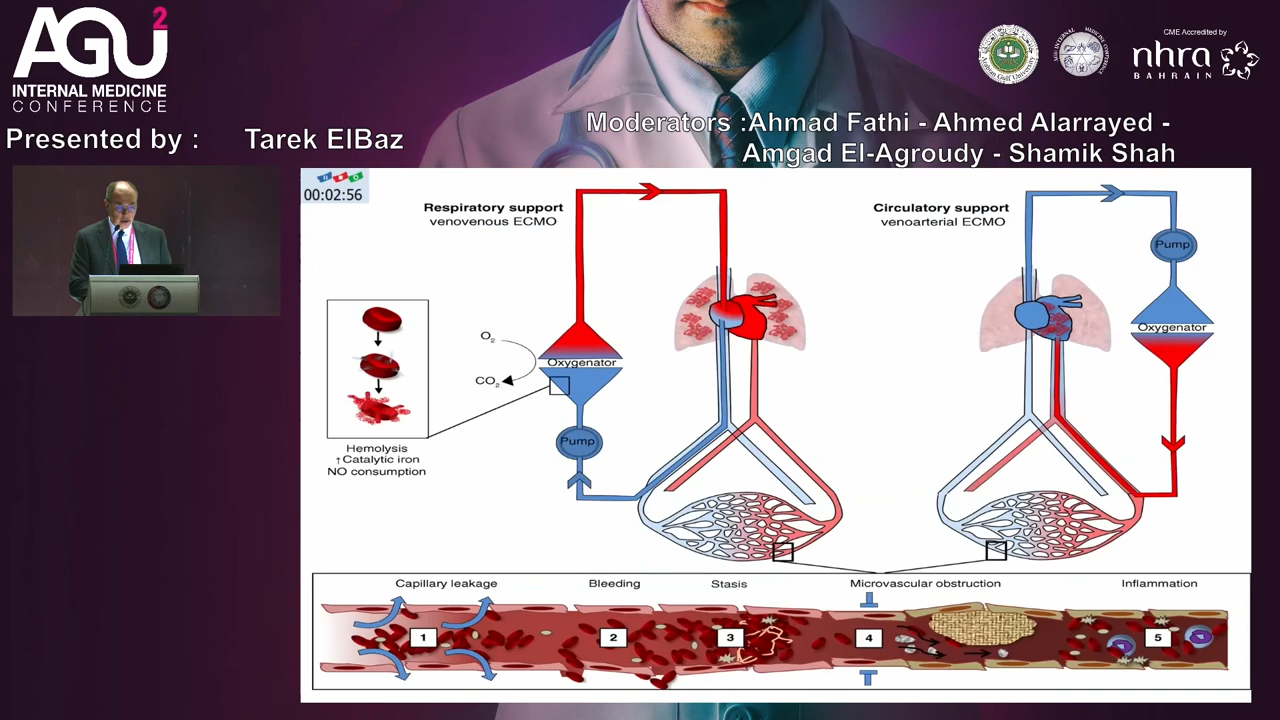 AGU2
INTERNAL MEDICINE
CONFERENCE
CME Accredited by
nhra
BAHRAIN
Presented by : Tarek ElBaz
Moderators :Ahmad Fathi - Ahmed Alarrayed -
Amgad El-Agroudy - Shamik Shah
00:02:56
Respiratory support
venovenous ECMO
Circulatory support
venoarterial ECMO
Pump
Oxygenator
O2
Oxygenator
CO2
Pump
Hemolysis
↑Catalytic iron
NO consumption
Capillary leakage
Bleeding
Stasis
Microvascular obstruction
Inflammation
1
2
3
4
5